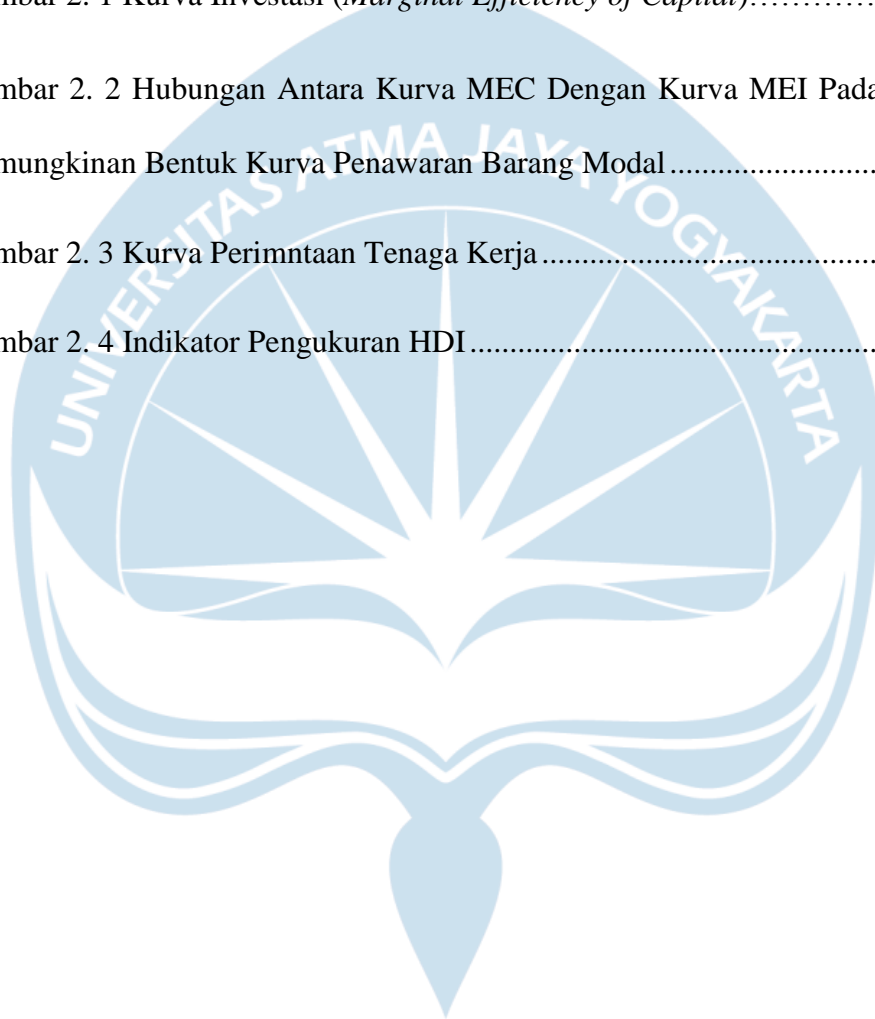 mbar 2. 1 Kurva Investasi (Marginal Efficiency of Capital)…………
mbar 2. 2 Hubungan Antara Kurva MEC Dengan Kurva MEI Pada
mungkinan Bentuk Kurva Penawaran Barang Modal..........................
mbar 2. 3 Kurva Perimntaan Tenaga Kerja..........................................
mbar 2. 4 Indikator Pengukuran HDI...................................................
UNIVERSITAS ATMA JAYA YOGYAKARTA